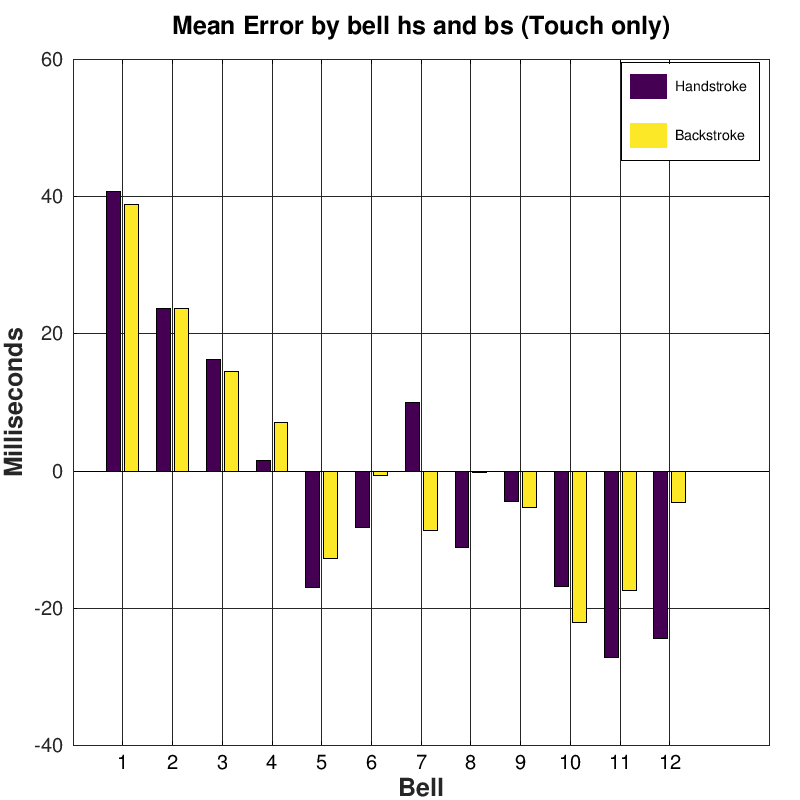 Mean Error by bell hs and bs (Touch only)
Handstroke
Backstroke
60
40
20
0
-20
-40
Milliseconds
1 2 3 4 5 6 7 8 9 10 11 12
Bell